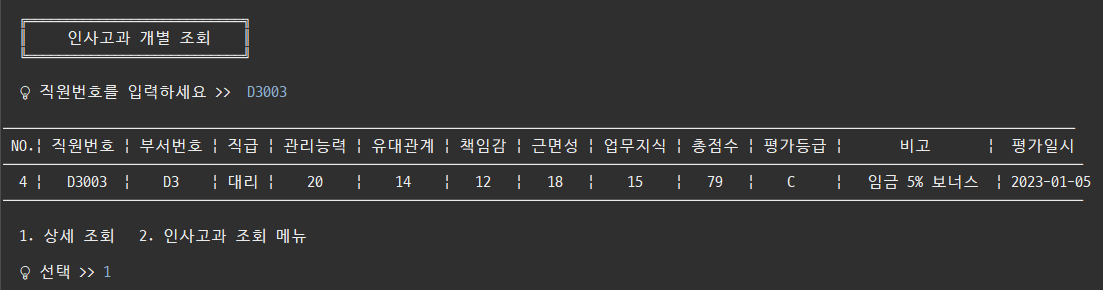 인사고과 개별 조회
직원번호를 입력하세요 >> D3003
NO.¦ 직원번호 ¦ 부서번호 ¦ 직급 ¦ 관리능력 ¦ 유대관계 ¦ 책임감 ¦ 근면성 ¦ 업무지식 ¦ 총점수 ¦ 평가등급 ¦ 비고 ¦ 평가일시
4 ¦ D3003 ¦ D3 ¦ 대리 ¦ 20 ¦ 14 ¦ 12 ¦ 18 ¦ 15 ¦ 79 ¦ C ¦ 임금 5% 보너스 ¦ 2023-01-05
1. 상세 조회 2. 인사고과 조회 메뉴
선택 >> 1